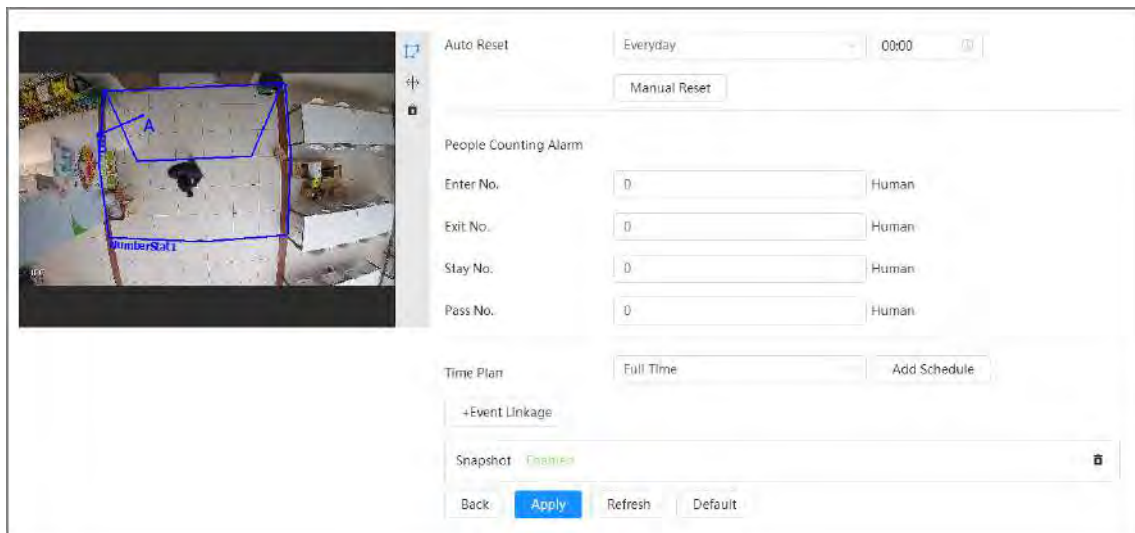 Auto Reset
Everyday
00:00
Manual Reset
People Counting Alarm
Enter No.
0
Human
Exit No.
0
Human
Stay No.
0
Human
Pass No.
0
Human
Time Plan
Full Time
Add Schedule
+Event Linkage
Snapshot
Enabled
Back
Apply
Refresh
Default
A
NumberStat1